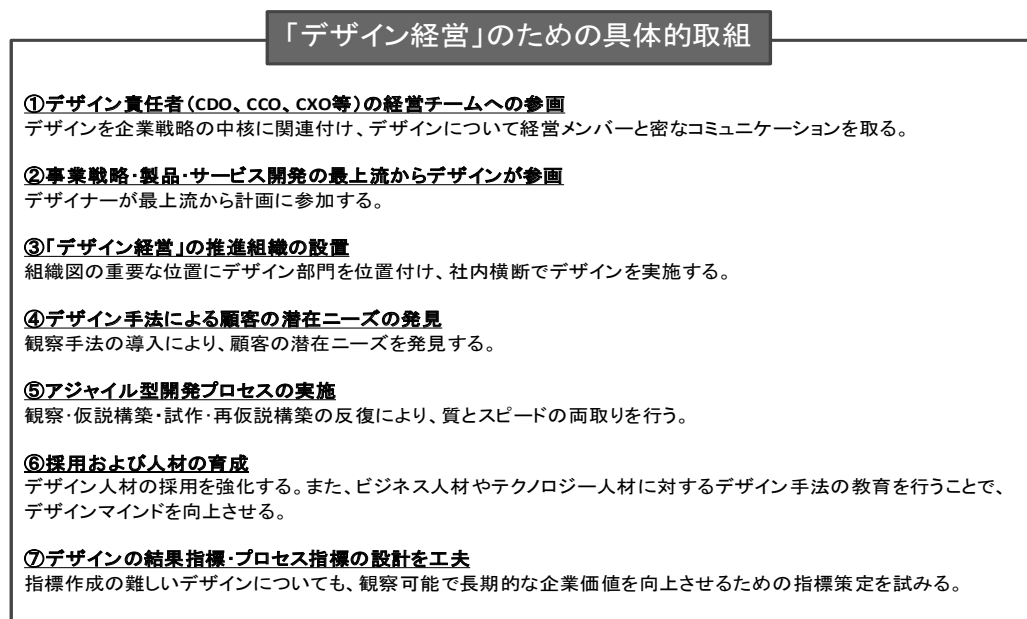 「デザイン経営」のための具体的取組
①デザイン責任者(CDO、CCO、CXO等)の経営チームへの参画
デザインを企業戦略の中核に関連付け、デザインについて経営メンバーと密なコミュニケーションを取る。
②事業戦略・製品・サービス開発の最上流からデザインが参画
デザイナーが最上流から計画に参加する。
③「デザイン経営」の推進組織の設置
組織図の重要な位置にデザイン部門を位置付け、社内横断でデザインを実施する。
④デザイン手法による顧客の潜在ニーズの発見
観察手法の導入により、顧客の潜在ニーズを発見する。
⑤アジャイル型開発プロセスの実施
観察・仮説構築・試作・再仮説構築の反復により、質とスピードの両取りを行う。
⑥採用および人材の育成
デザイン人材の採用を強化する。また、ビジネス人材やテクノロジー人材に対するデザイン手法の教育を行うことで、
デザインマインドを向上させる。
⑦デザインの結果指標・プロセス指標の設計を工夫
指標作成の難しいデザインについても、観察可能で長期的な企業価値を向上させるための指標策定を試みる。